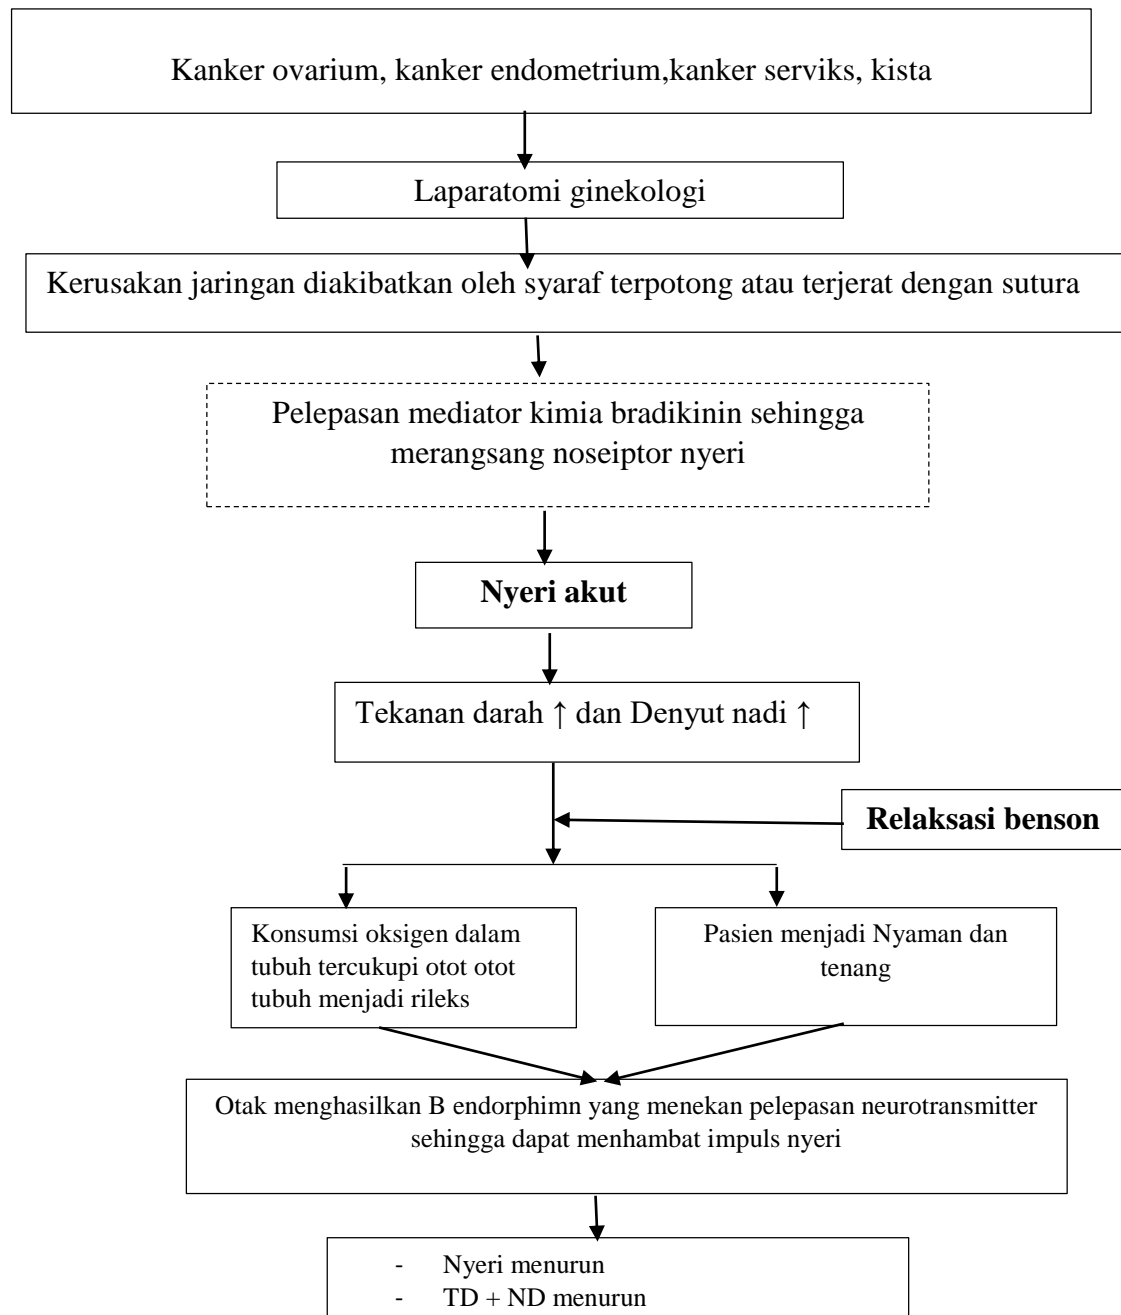 Kanker ovarium, kanker endometrium,kanker serviks, kista
Laparatomi ginekologi
Kerusakan jaringan diakibatkan oleh syaraf terpotong atau terjerat dengan sutura
Pelepasan mediator kimia bradikinin sehingga
merangsang noseiptor nyeri
Nyeri akut
Tekanan darah ↑ dan Denyut nadi ↑
Relaksasi benson
Konsumsi oksigen dalam
tubuh tercukupi otot otot
tubuh menjadi rileks
Pasien menjadi Nyaman dan
tenang
Otak menghasilkan B endorphimn yang menekan pelepasan neurotransmitter
sehingga dapat menhambat impuls nyeri
- Nyeri menurun
- TD + ND menurun